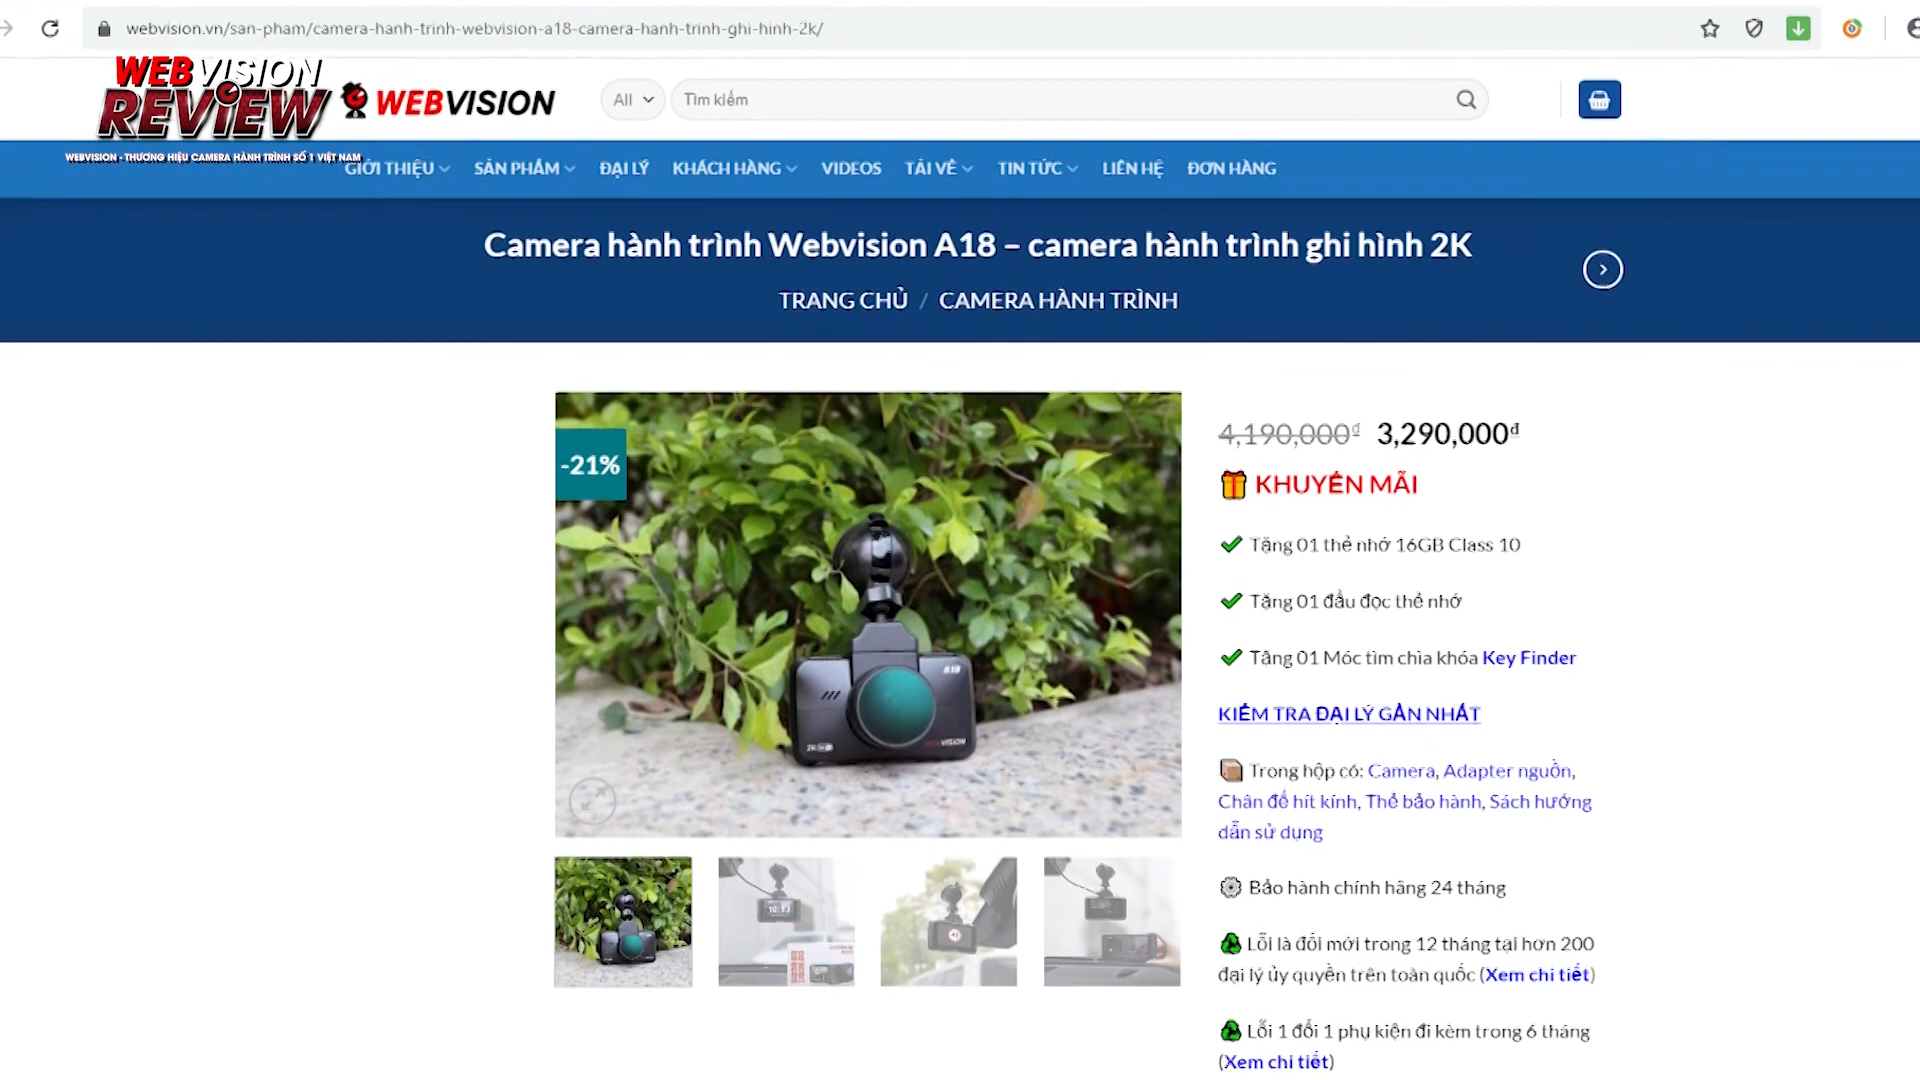 webvision.vn/san-pham/camera-hanh-trinh-webvision-a18-camera-hanh-trinh-ghi-hinh-2k/
WEBVISION
REVIEW
WEBVISION - THƯƠNG HIỆU CAMERA HÀNH TRÌNH SỐ 1 VIỆT NAM
WEBVISION
All
Tìm kiếm
GIỚI THIỆU
SẢN PHẨM
ĐẠI LÝ
KHÁCH HÀNG
VIDEOS
TẢI VỀ
TIN TỨC
LIÊN HỆ
ĐƠN HÀNG
Camera hành trình Webvision A18 – camera hành trình ghi hình 2K
TRANG CHỦ / CAMERA HÀNH TRÌNH
-21%
A18
2K
WEBVISION
4,190,000₫ 3,290,000₫
KHUYẾN MÃI
Tặng 01 thẻ nhớ 16GB Class 10
Tặng 01 đầu đọc thẻ nhớ
Tặng 01 Móc tìm chìa khóa Key Finder
KIỂM TRA ĐẠI LÝ GẦN NHẤT
Trong hộp có: Camera, Adapter nguồn,
Chân đế hít kính, Thẻ bảo hành, Sách hướng
dẫn sử dụng
Bảo hành chính hãng 24 tháng
Lỗi là đổi mới trong 12 tháng tại hơn 200
đại lý ủy quyền trên toàn quốc (Xem chi tiết)
Lỗi 1 đổi 1 phụ kiện đi kèm trong 6 tháng
(Xem chi tiết)